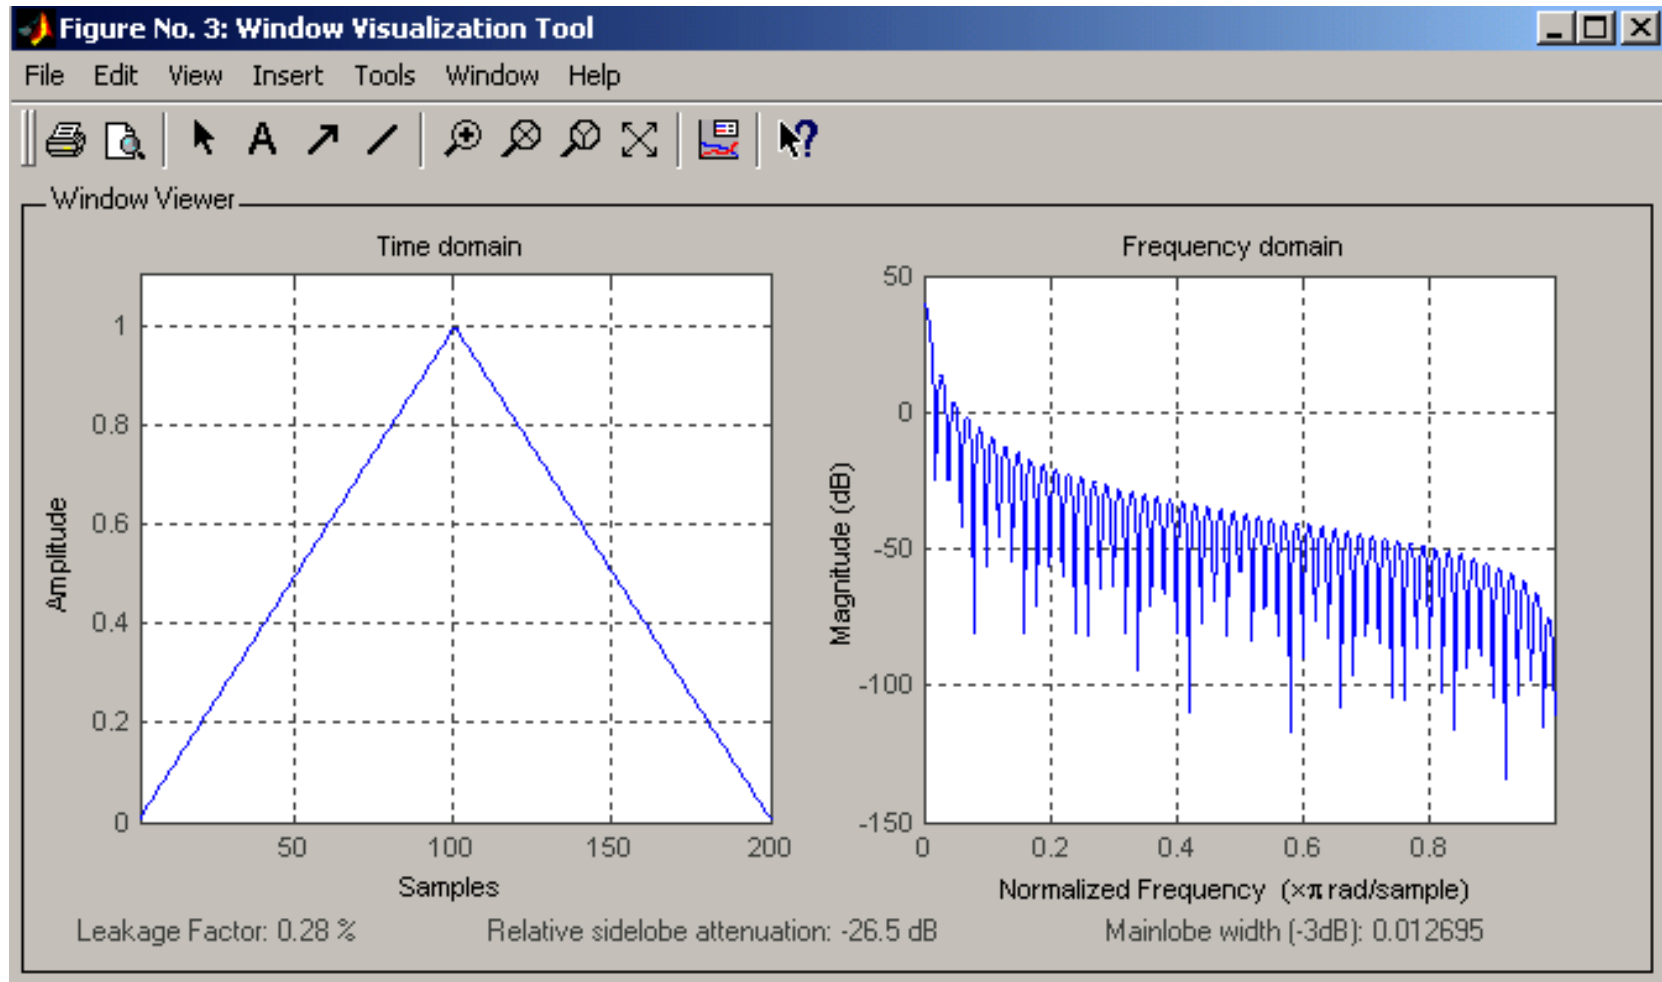 Figure No. 3: Window Visualization Tool
File Edit View Insert Tools Window Help
A
?
Window Viewer
Time domain
Amplitude
1
0.8
0.6
0.4
0.2
0
50 100 150 200
Samples
Frequency domain
Magnitude (dB)
50
0
-50
-100
-150
0 0.2 0.4 0.6 0.8
Normalized Frequency (×π rad/sample)
Leakage Factor: 0.28 % Relative sidelobe attenuation: -26.5 dB Mainlobe width (-3dB): 0.012695